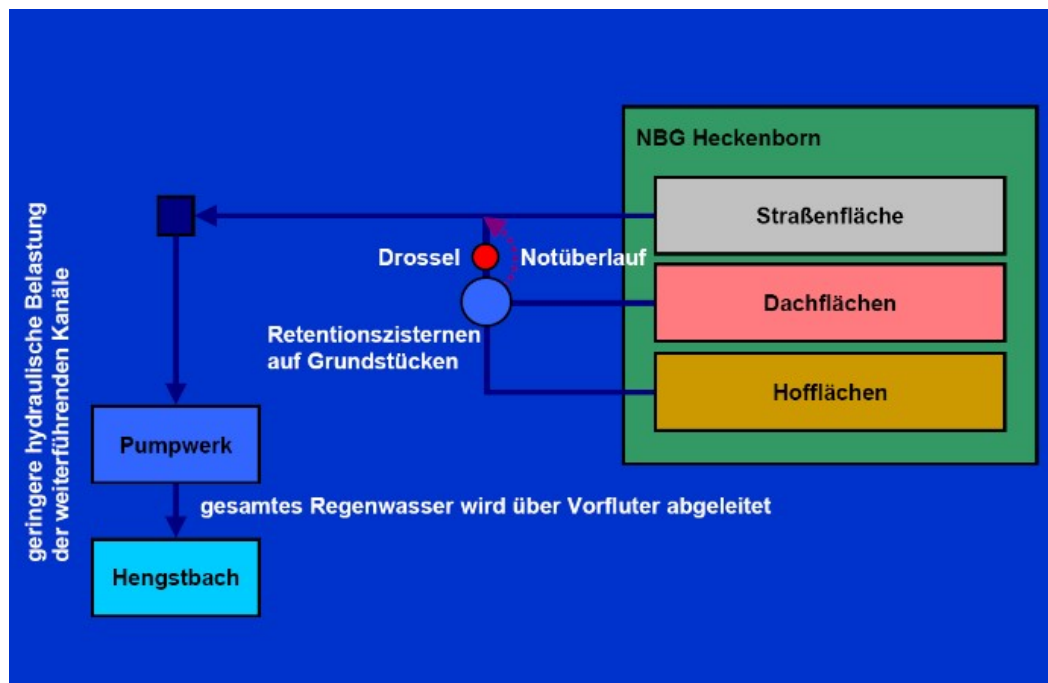 NBG Heckenborn
Straßenfläche
Drossel
Notüberlauf
Dachflächen
Retentionszisternen
auf Grundstücken
Hofflächen
geringere hydraulische Belastung
der weiterführenden Kanäle
Pumpwerk
gesamtes Regenwasser wird über Vorfluter abgeleitet
Hengstbach